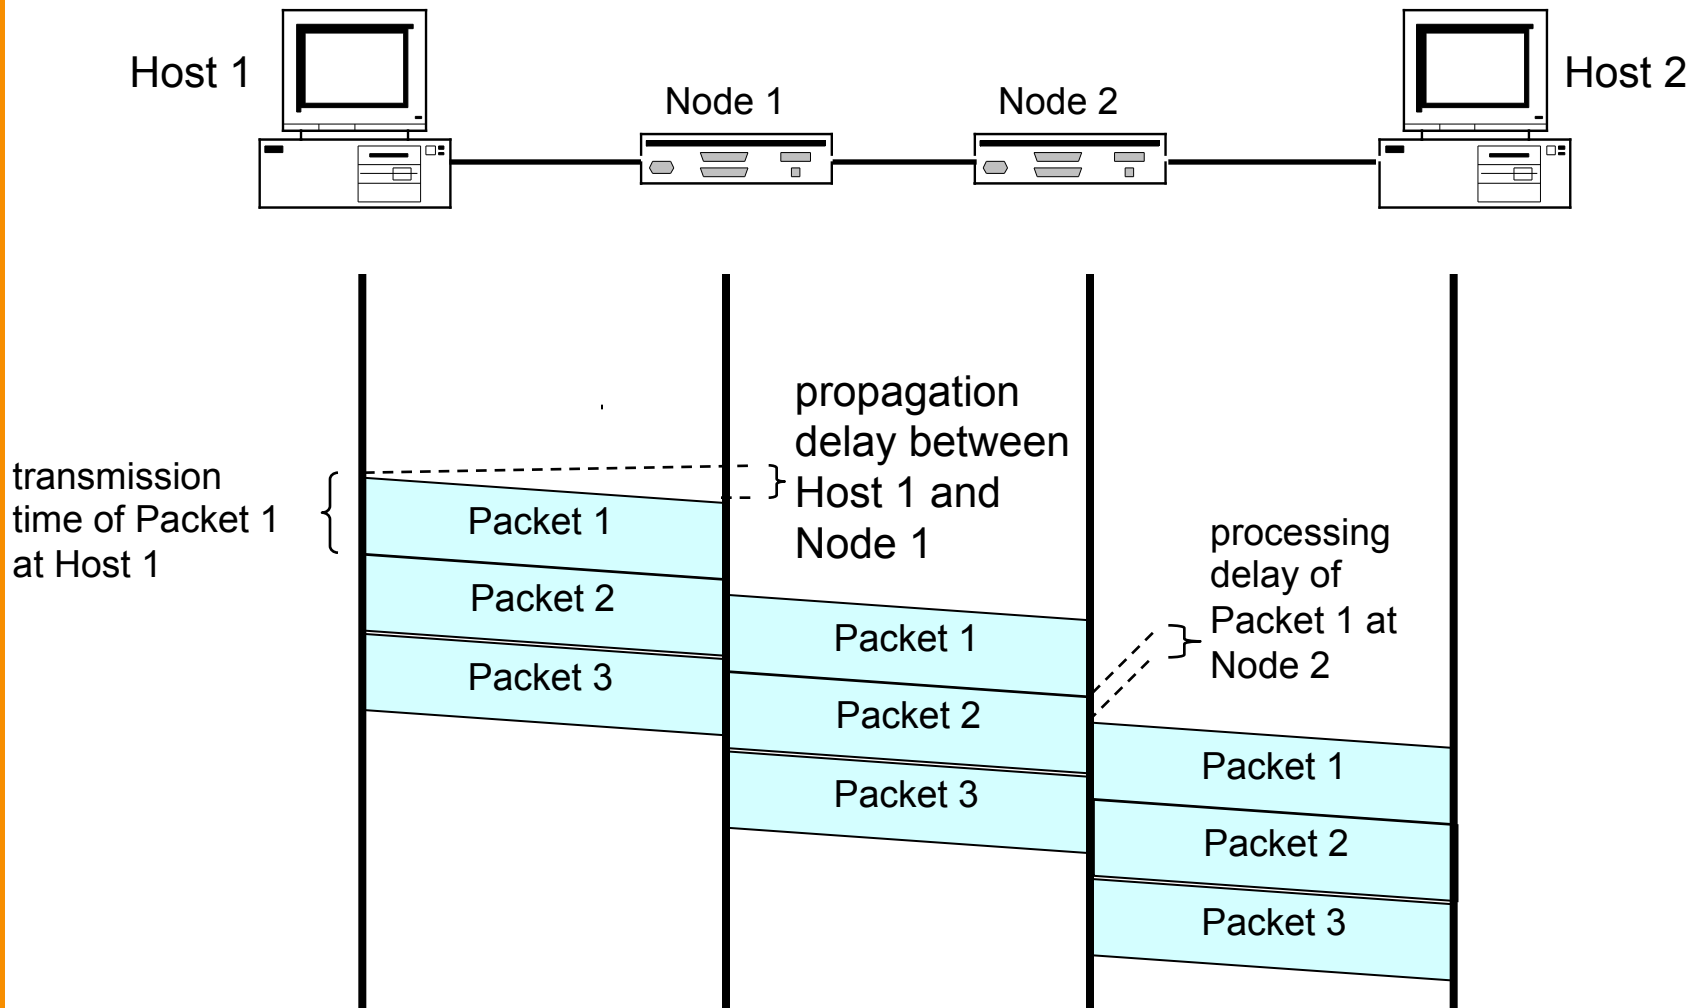 Host 1
Node 1
Node 2
Host 2
propagation
delay between
Host 1 and
Node 1
transmission
time of Packet 1
at Host 1
processing
delay of
Packet 1 at
Node 2
Packet 1
Packet 2
Packet 3
Packet 1
Packet 2
Packet 3
Packet 1
Packet 2
Packet 3